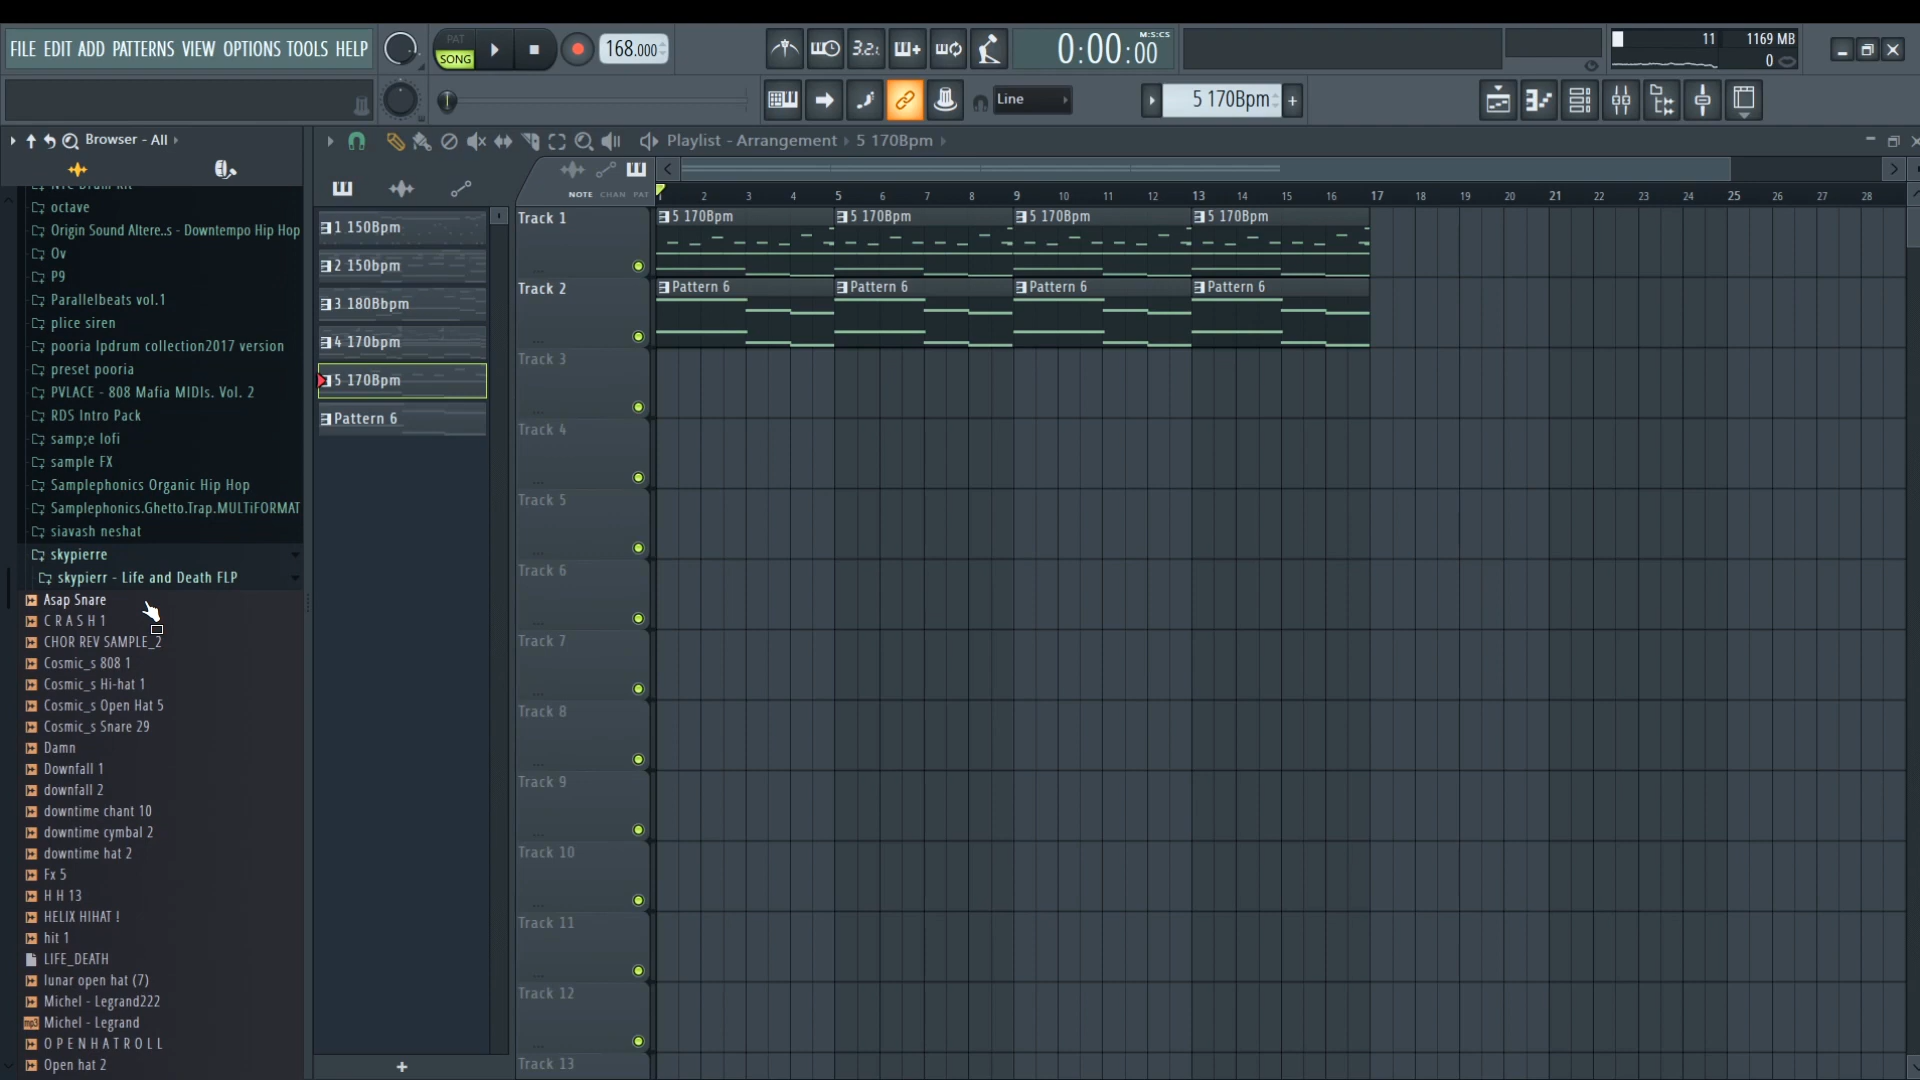 FILE EDIT ADD PATTERNS VIEW OPTIONS TOOLS HELP
PAT
SONG
168.000
3.2
0:00:00
M:S:CS
11
1169 MB
0
Line
5 170Bpm
+
Browser - All
Playlist - Arrangement › 5 170Bpm ›
NOTE CHAN PAT
1 2 3 4 5 6 7 8 9 10 11 12 13 14 15 16 17 18 19 20 21 22 23 24 25 26 27 28
octave
Origin Sound Altere..s - Downtempo Hip Hop
Ov
P9
Parallelbeats vol.1
plice siren
pooria lpdrum collection2017 version
preset pooria
PVLACE - 808 Mafia MIDIs. Vol. 2
RDS Intro Pack
samp;e lofi
sample FX
Samplephonics Organic Hip Hop
Samplephonics.Ghetto.Trap.MULTiFORMAT
siavash neshat
skypierre
skypierr - Life and Death FLP
Asap Snare
C R A S H 1
CHOR REV SAMPLE_2
Cosmic_s 808 1
Cosmic_s Hi-hat 1
Cosmic_s Open Hat 5
Cosmic_s Snare 29
Damn
Downfall 1
downfall 2
downtime chant 10
downtime cymbal 2
downtime hat 2
Fx 5
H H 13
HELIX HIHAT !
hit 1
LIFE_DEATH
lunar open hat (7)
Michel - Legrand222
mp3 Michel - Legrand
O P E N H A T R O L L
Open hat 2
1 150Bpm
2 150bpm
3 180Bbpm
4 170bpm
5 170Bpm
Pattern 6
+
Track 1
5 170Bpm 5 170Bpm 5 170Bpm 5 170Bpm
Track 2
Pattern 6 Pattern 6 Pattern 6 Pattern 6
Track 3
Track 4
Track 5
Track 6
Track 7
Track 8
Track 9
Track 10
Track 11
Track 12
Track 13